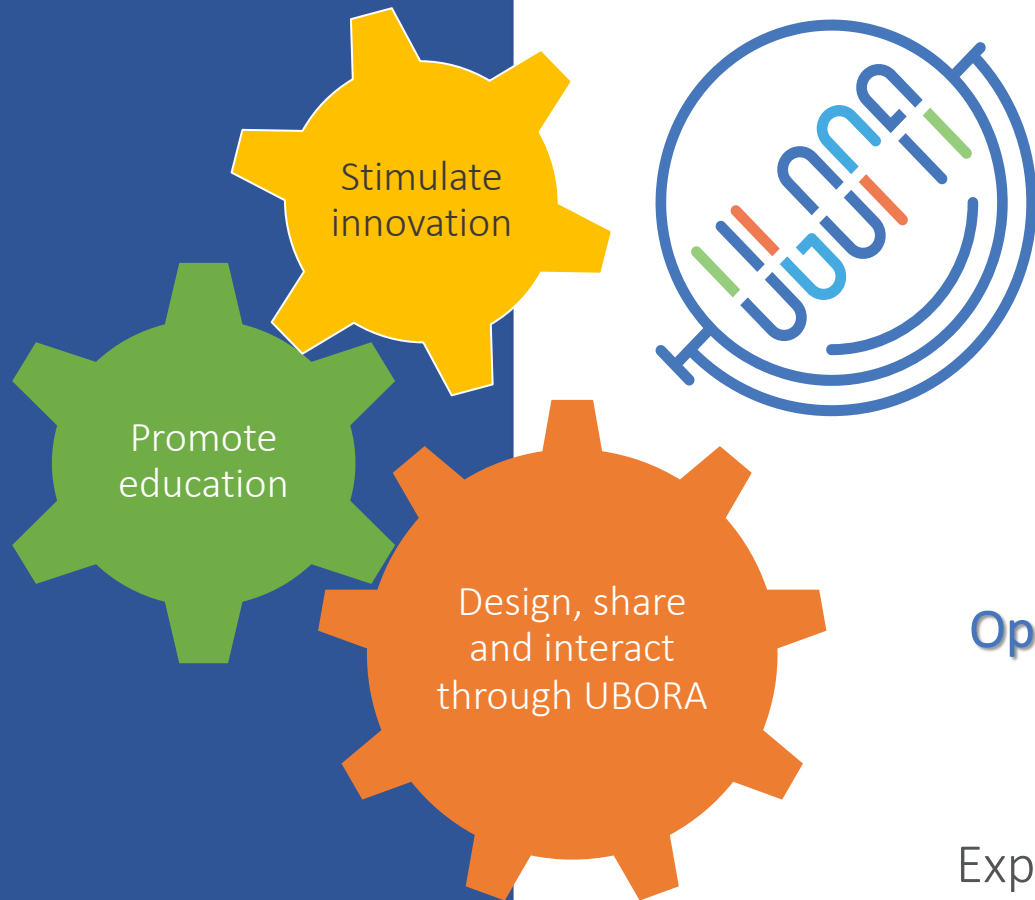 Stimulate
innovation
Promote
education
Design, share
and interact
through UBORA
Op
Exp